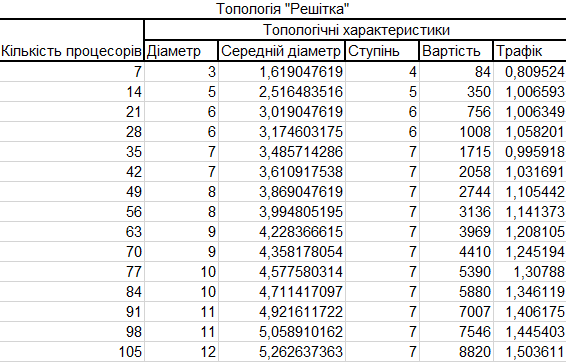 Топологія "Решітка"
Топологічні характеристики
Кількість процесорів Діаметр Середній діаметр Ступінь Вартість Трафік
7 3 1,619047619 4 84 0,809524
14 5 2,516483516 5 350 1,006593
21 6 3,019047619 6 756 1,006349
28 6 3,174603175 6 1008 1,058201
35 7 3,485714286 7 1715 0,995918
42 7 3,610917538 7 2058 1,031691
49 8 3,869047619 7 2744 1,105442
56 8 3,994805195 7 3136 1,141373
63 9 4,228366615 7 3969 1,208105
70 9 4,358178054 7 4410 1,245194
77 10 4,577580314 7 5390 1,30788
84 10 4,711417097 7 5880 1,346119
91 11 4,921611722 7 7007 1,406175
98 11 5,058910162 7 7546 1,445403
105 12 5,262637363 7 8820 1,503611